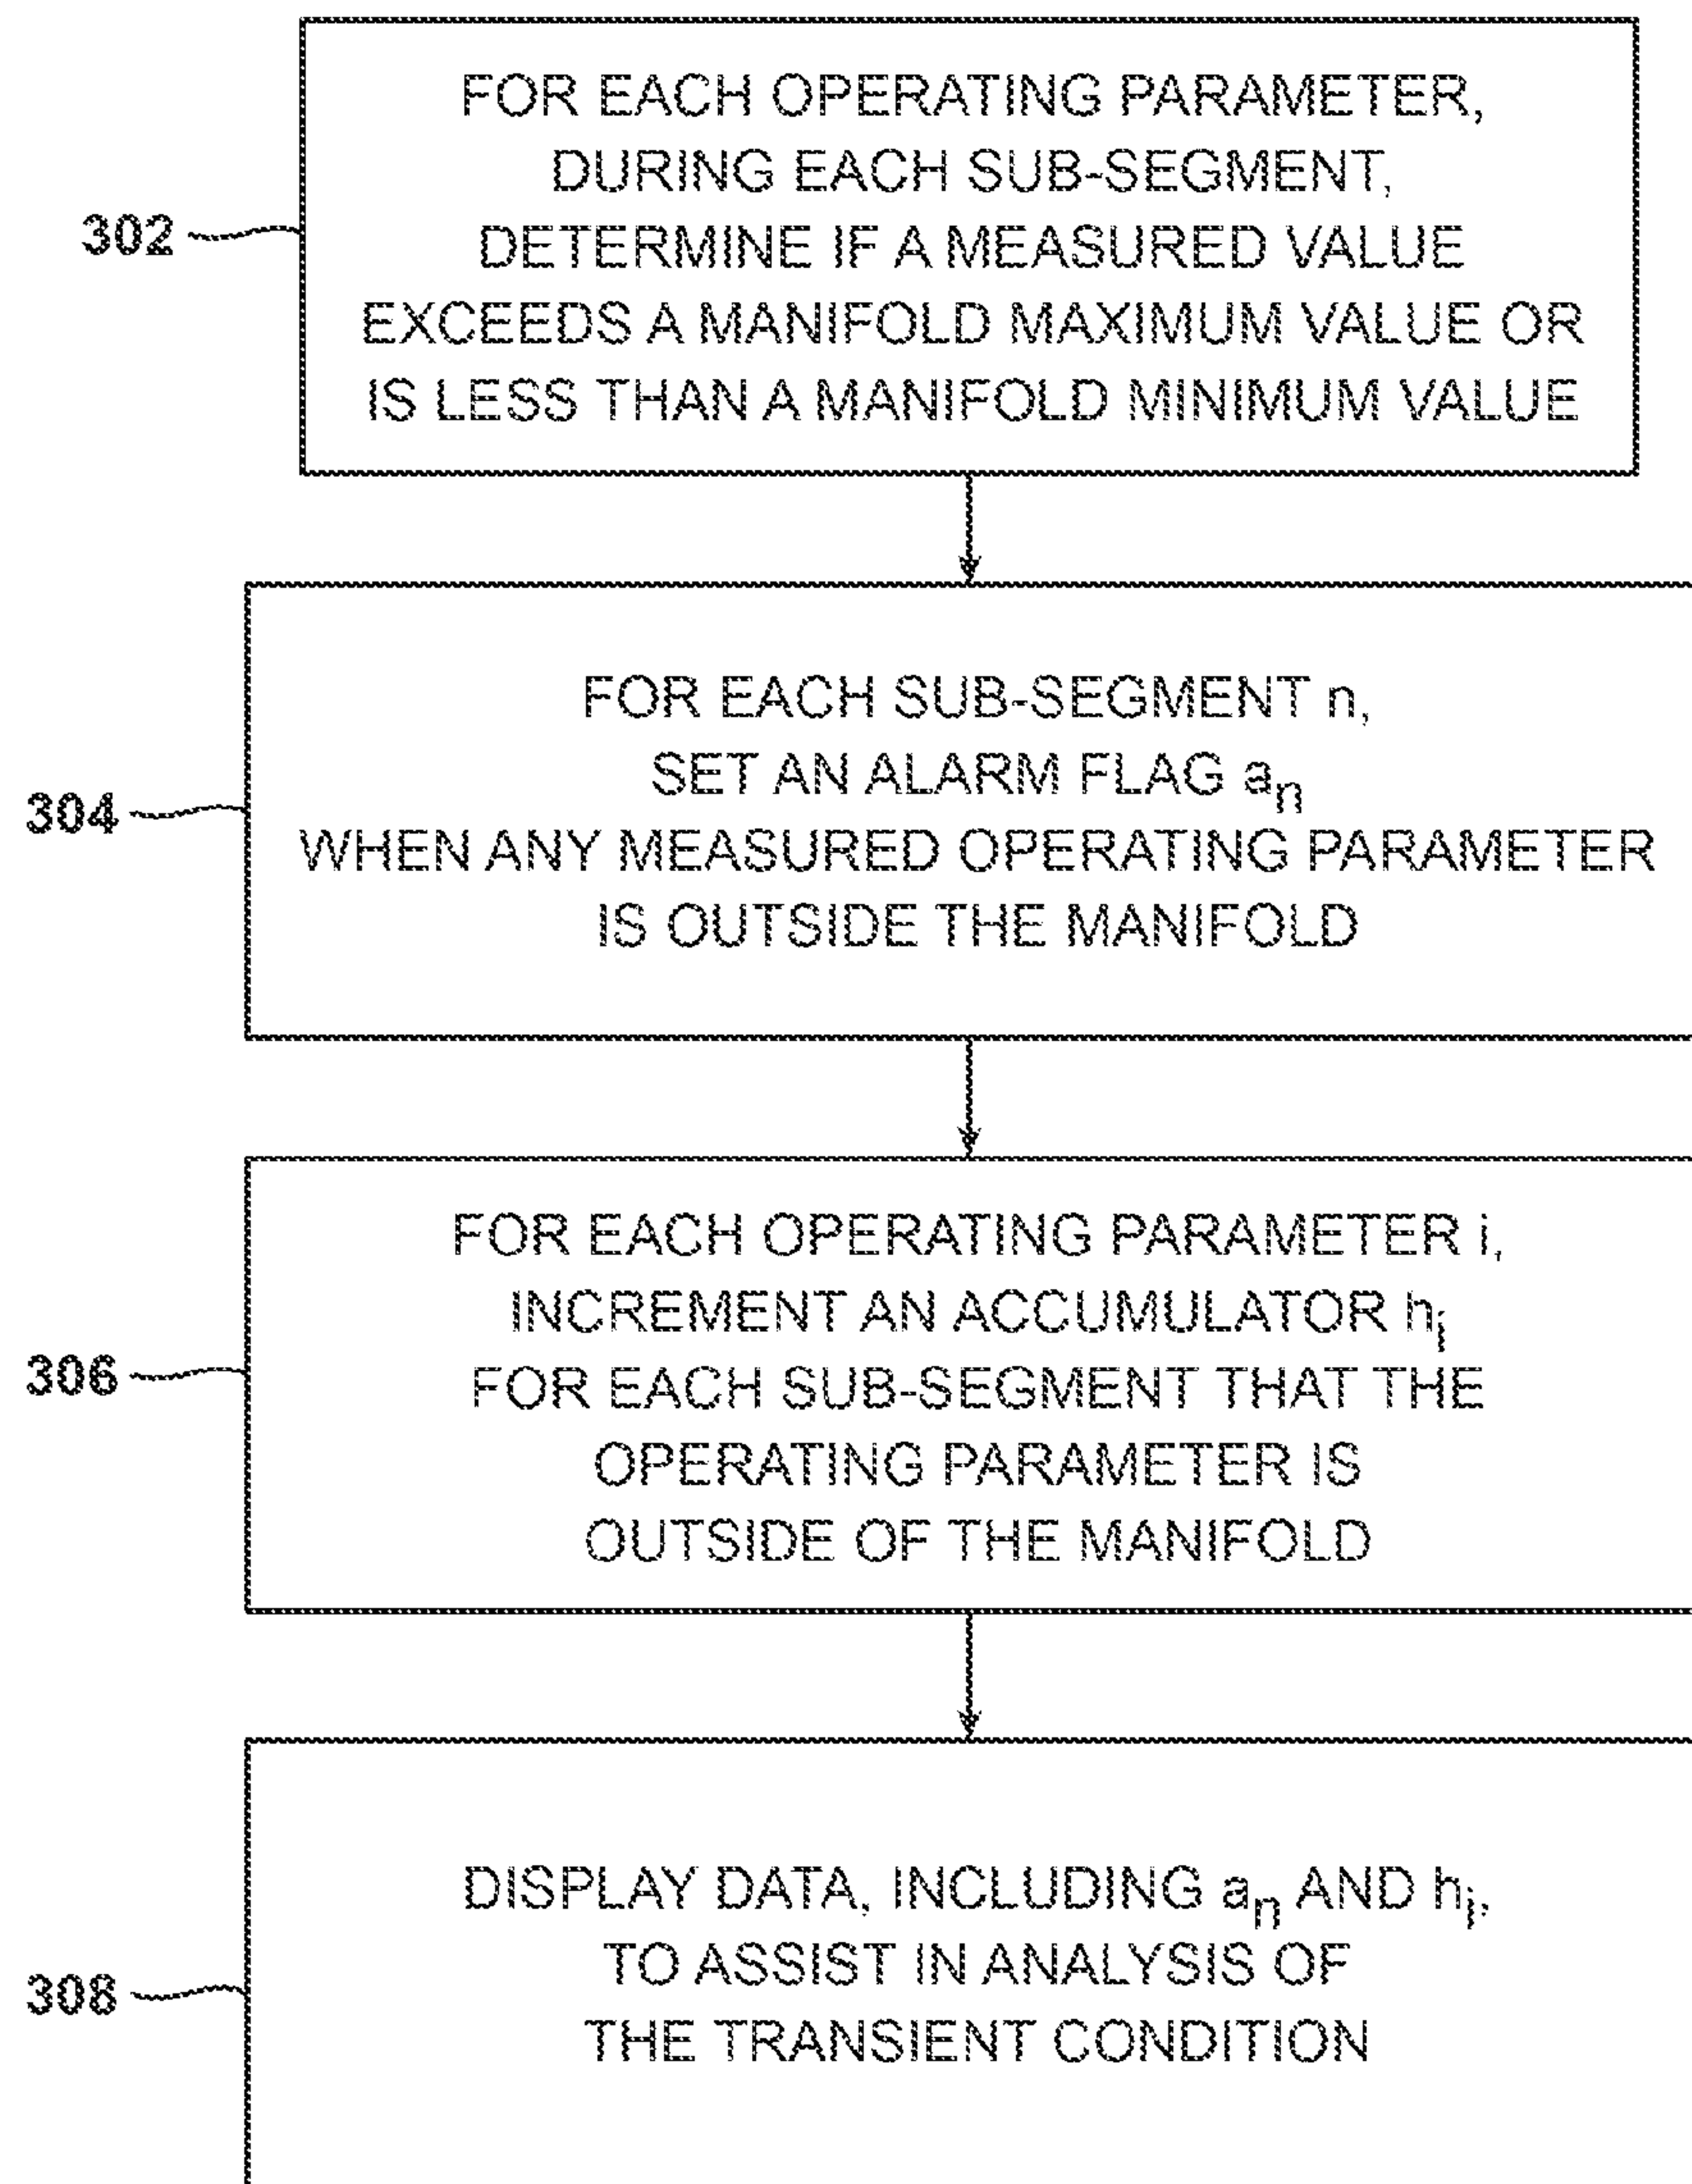 FOR EACH OPERATING PARAMETER,
DURING EACH SUB-SEGMENT,
302
DETERMINE IF A MEASURED VALUE
EXCEEDS A MANIFOLD MAXIMUM VALUE OR
IS LESS THAN A MANIFOLD MINIMUM VALUE
FOR EACH SUB-SEGMENT n,
SET AN ALARM FLAG aₙ
304
WHEN ANY MEASURED OPERATING PARAMETER
IS OUTSIDE THE MANIFOLD
FOR EACH OPERATING PARAMETER i,
INCREMENT AN ACCUMULATOR hᵢ
306
FOR EACH SUB-SEGMENT THAT THE
OPERATING PARAMETER IS
OUTSIDE OF THE MANIFOLD
DISPLAY DATA, INCLUDING aₙ AND hᵢ,
TO ASSIST IN ANALYSIS OF
308
THE TRANSIENT CONDITION